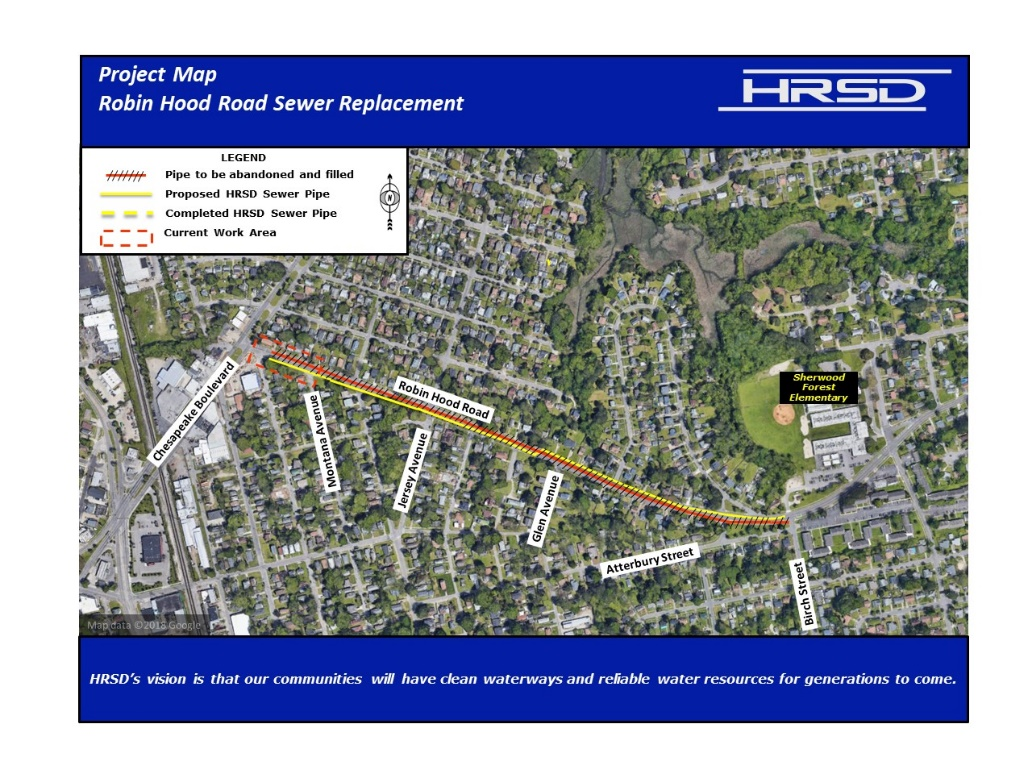 Project Map
Robin Hood Road Sewer Replacement
HRSD
LEGEND
Pipe to be abandoned and filled
Proposed HRSD Sewer Pipe
Completed HRSD Sewer Pipe
Current Work Area
N
Sherwood
Forest
Elementary
Chesapeake Boulevard
Robin Hood Road
Montana Avenue
Jersey Avenue
Glen Avenue
Atterbury Street
Birch Street
Map data ©2018 Google
HRSD's vision is that our communities will have clean waterways and reliable water resources for generations to come.